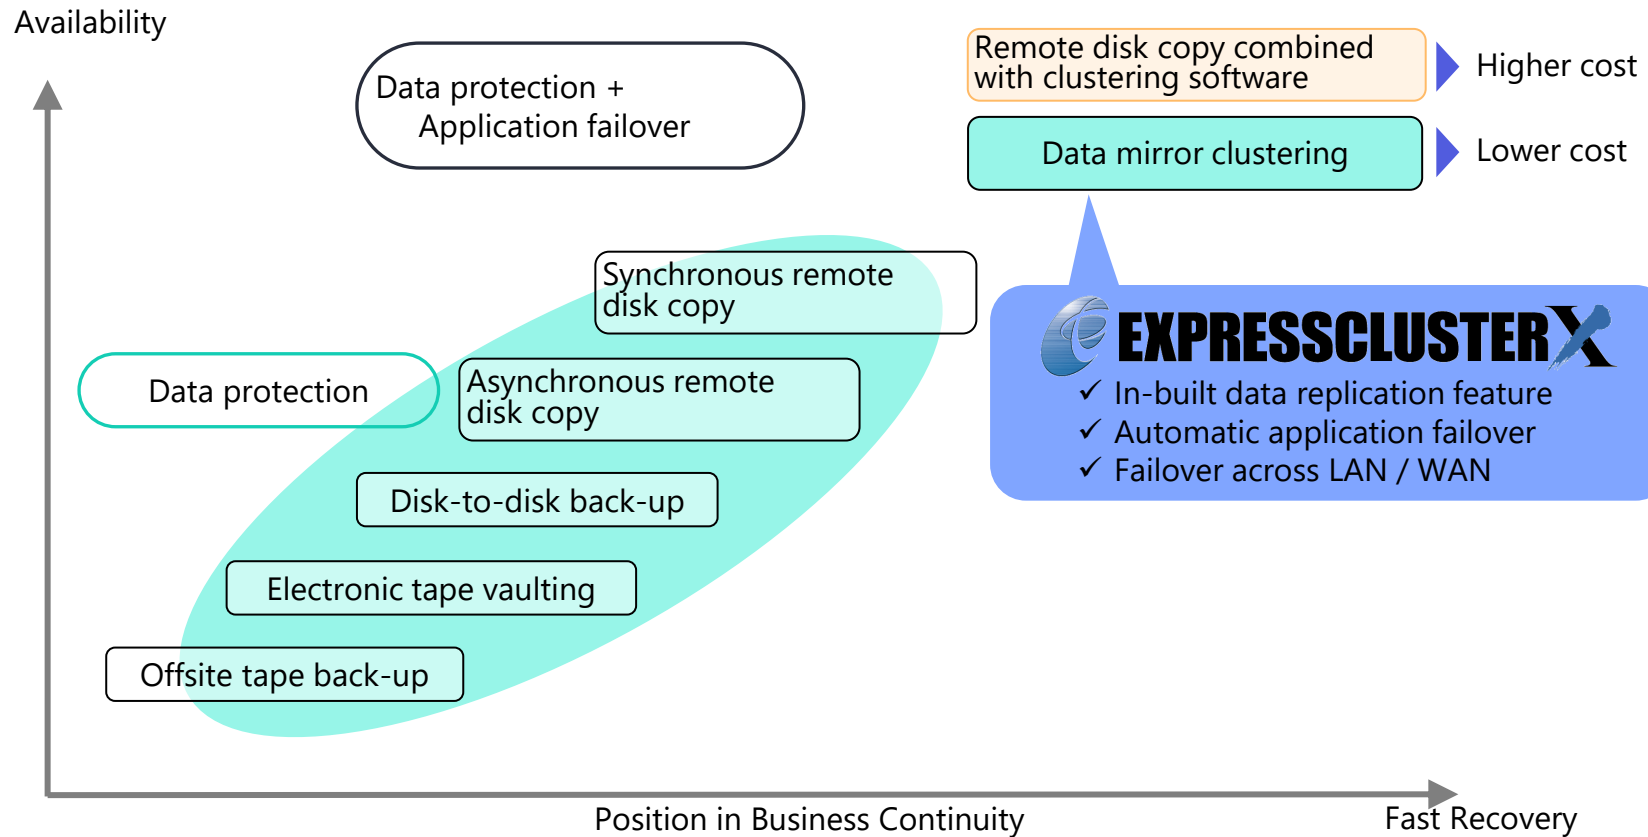 Availability
Data protection +
Application failover
Remote disk copy combined
with clustering software
Higher cost
Data mirror clustering
Lower cost
Synchronous remote
disk copy
EXPRESSCLUSTER X
Data protection
Asynchronous remote
disk copy
✓ In-built data replication feature
✓ Automatic application failover
✓ Failover across LAN / WAN
Disk-to-disk back-up
Electronic tape vaulting
Offsite tape back-up
Position in Business Continuity
Fast Recovery